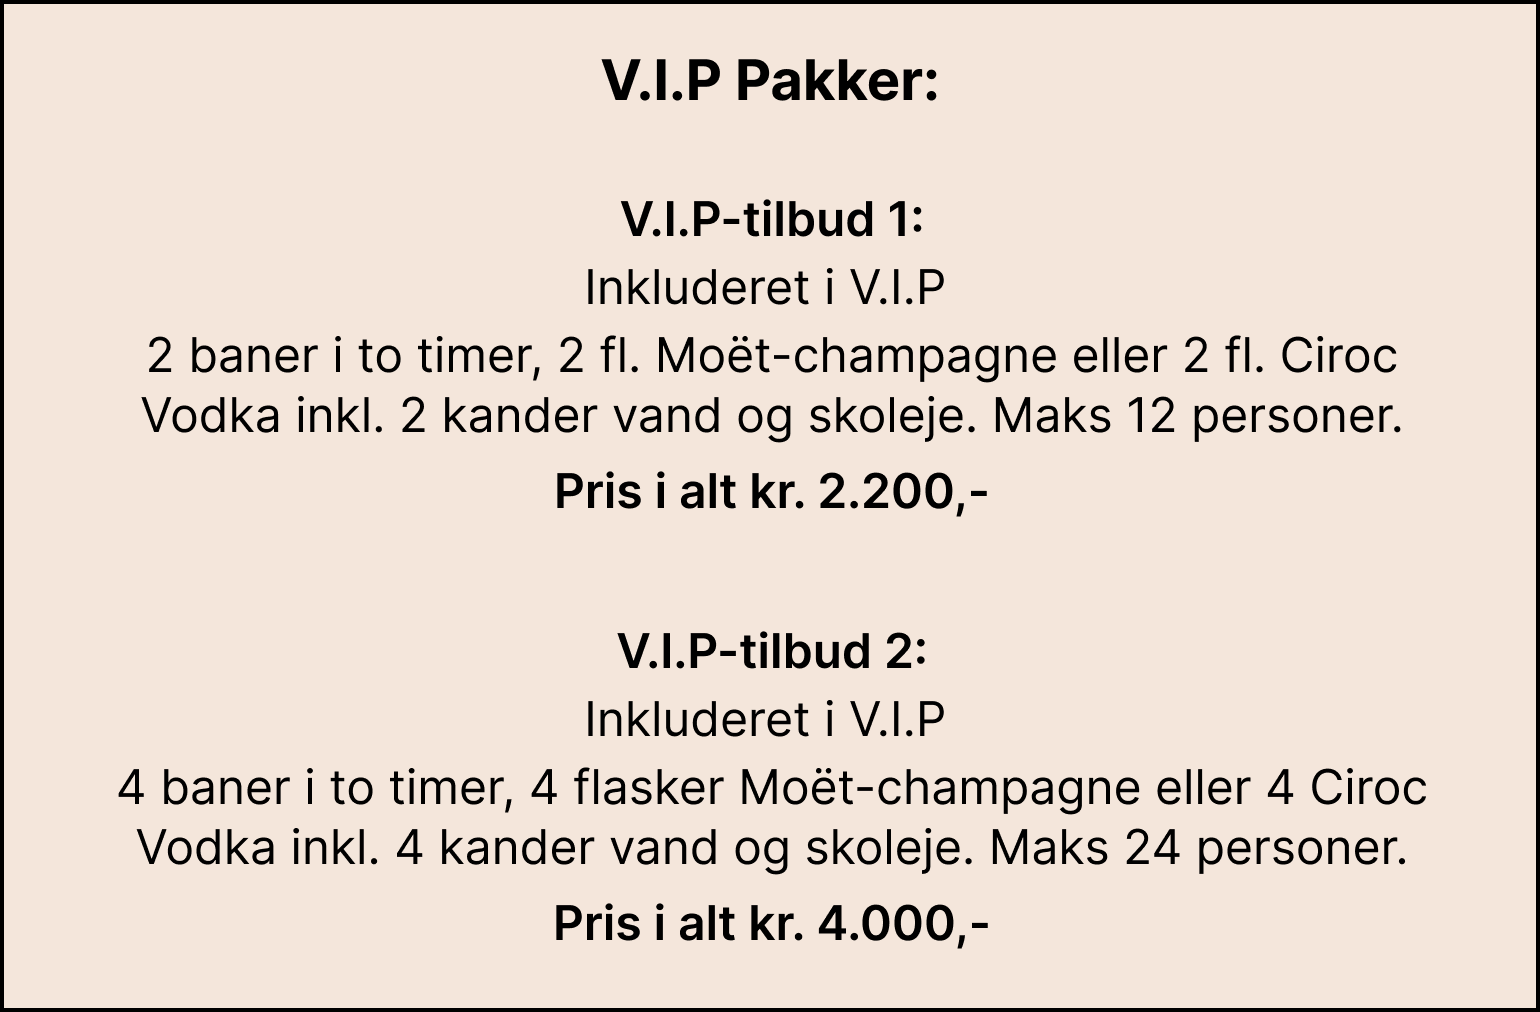 V.I.P Pakker:
V.I.P-tilbud 1:
Inkluderet i V.I.P
2 baner i to timer, 2 fl. Moët-champagne eller 2 fl. Ciroc
Vodka inkl. 2 kander vand og skoleje. Maks 12 personer.
Pris i alt kr. 2.200,-
V.I.P-tilbud 2:
Inkluderet i V.I.P
4 baner i to timer, 4 flasker Moët-champagne eller 4 Ciroc
Vodka inkl. 4 kander vand og skoleje. Maks 24 personer.
Pris i alt kr. 4.000,-